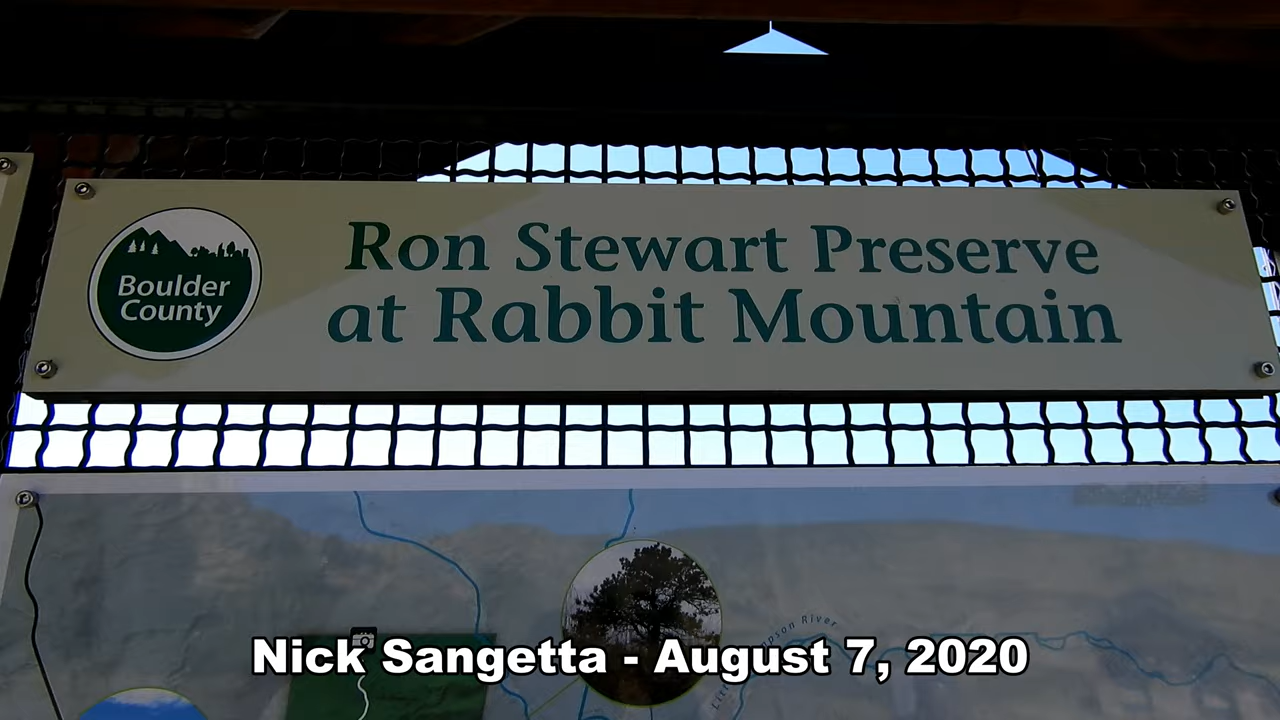 Ron Stewart Preserve
at Rabbit Mountain
Boulder
County
Nick Sangetta - August 7, 2020